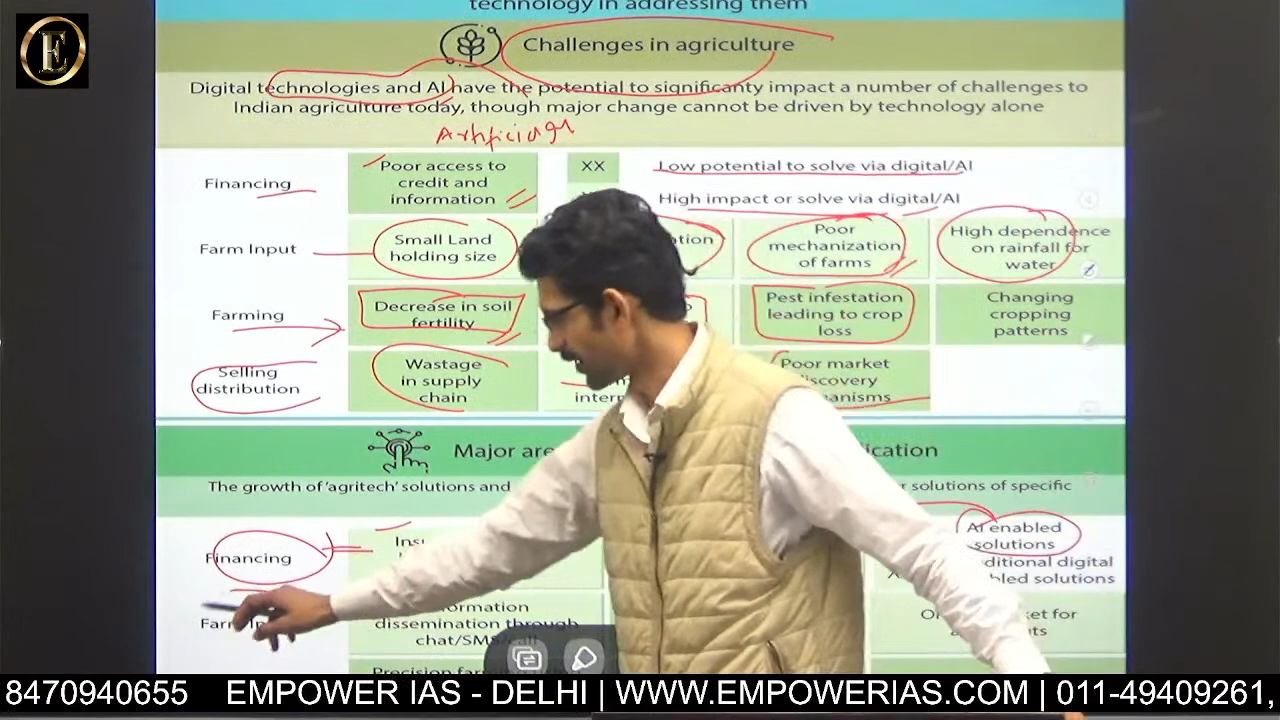 E
technology in addressing them
Challenges in agriculture
Digital technologies and AI have the potential to significanty impact a number of challenges to
Indian agriculture today, though major change cannot be driven by technology alone
Financing
Poor access to
credit and
information
XX
Low potential to solve via digital/AI
High impact or solve via digital/AI
Farm Input
Small Land
holding size
Poor
mechanization
of farms
High dependence
on rainfall for
water
Farming
Decrease in soil
fertility
Pest infestation
leading to crop
loss
Changing
cropping
patterns
Selling
distribution
Wastage
in supply
chain
Poor market
Major are
The growth of 'agritech' solutions and
solutions of specific
Financing
AI enabled
solutions
dissemination through
8470940655 EMPOWER IAS - DELHI | WWW.EMPOWERIAS.COM | 011-49409261,